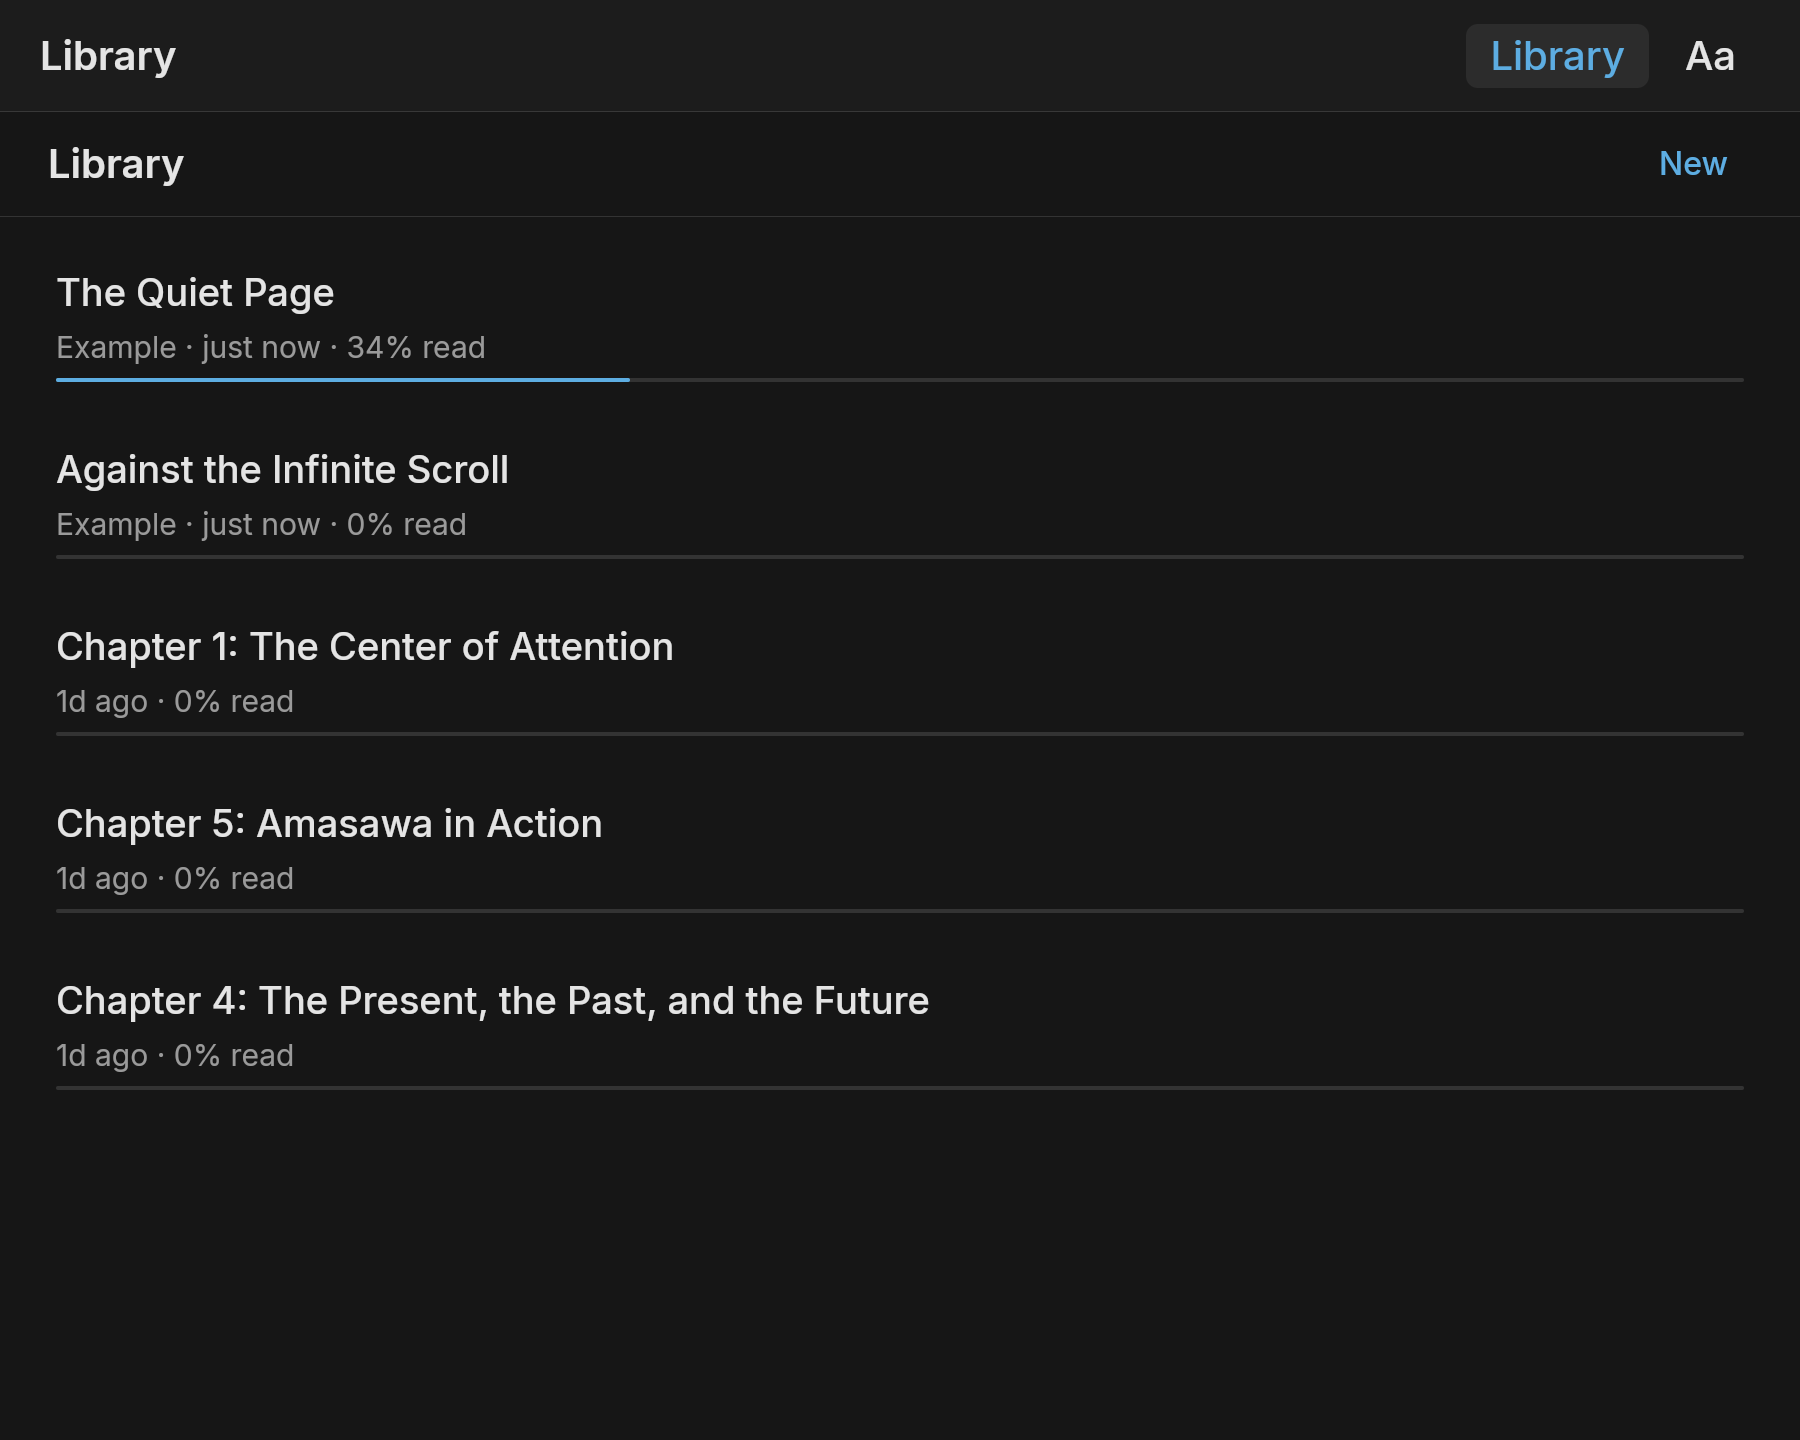 Library
Library Aa
Library
New
The Quiet Page
Example · just now · 34% read
Against the Infinite Scroll
Example · just now · 0% read
Chapter 1: The Center of Attention
1d ago · 0% read
Chapter 5: Amasawa in Action
1d ago · 0% read
Chapter 4: The Present, the Past, and the Future
1d ago · 0% read